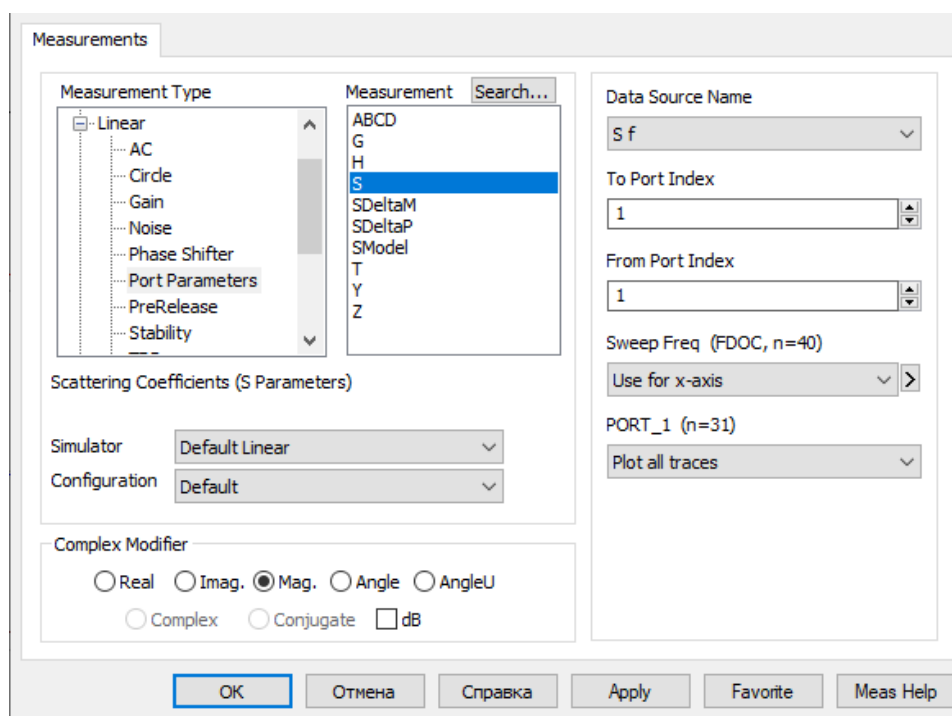 Measurements
Measurement Type
Linear
AC
Circle
Gain
Noise
Phase Shifter
Port Parameters
PreRelease
Stability
Measurement
Search...
ABCD
G
H
S
SDeltaM
SDeltaP
SModel
T
Y
Z
Scattering Coefficients (S Parameters)
Simulator
Default Linear
Configuration
Default
Complex Modifier
Real Imag. Mag. Angle AngleU
Complex Conjugate dB
Data Source Name
S f
To Port Index
1
From Port Index
1
Sweep Freq (FDOC, n=40)
Use for x-axis >
PORT_1 (n=31)
Plot all traces
OK Отмена Справка Apply Favorite Meas Help